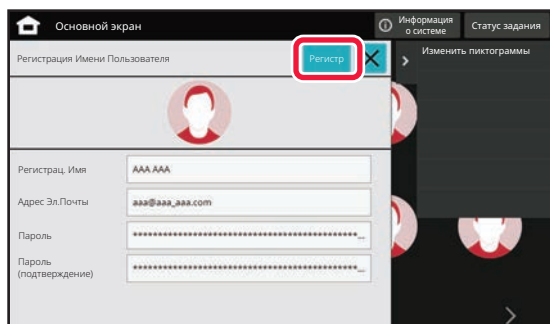 Основной экран
Информация
о системе
Статус задания
Регистрация Имени Пользователя
Регистр
Изменить пиктограммы
Регистрац. Имя
AAA AAA
Адрес Эл.Почты
aaa@aaa_aaa.com
Пароль
************************************************...
Пароль
(подтверждение)
************************************************...